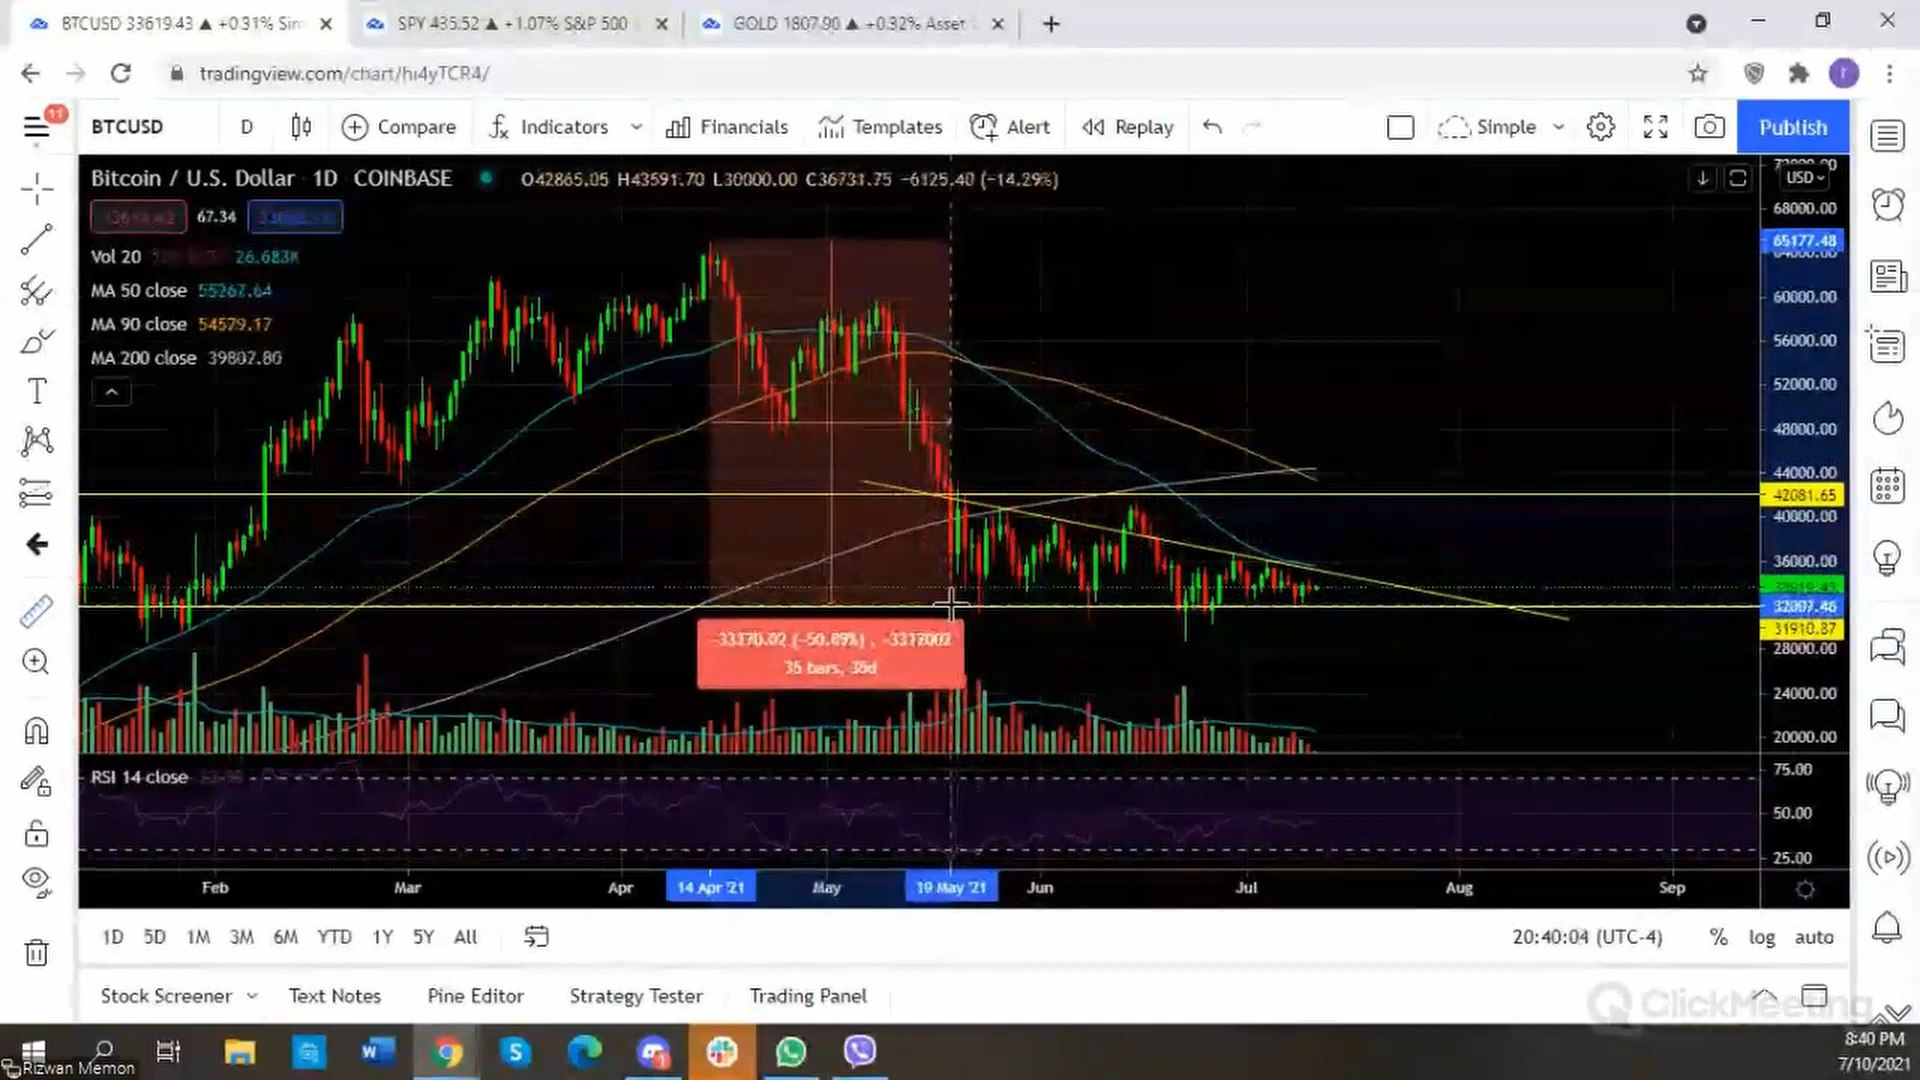 BTCUSD 33619.43 ▲ +0.31% Sim
SPY 435.52 ▲ +1.07% S&P 500
GOLD 1807.90 ▲ +0.32% Asset
tradingview.com/chart/hi4yTCR4/
11
BTCUSD D Compare Indicators Financials Templates Alert Replay Simple Publish
Bitcoin / U.S. Dollar 1D COINBASE O42865.05 H43591.70 L30000.00 C36731.75 −6125.40 (−14.29%)
USD
67.34
Vol 20 26.683K
MA 50 close 55267.64
MA 90 close 54579.17
MA 200 close 39807.80
68000.00
65177.48
64000.00
60000.00
56000.00
52000.00
48000.00
44000.00
42081.65
40000.00
36000.00
33619.43
32007.46
31910.87
28000.00
24000.00
20000.00
35 bars, 35d
RSI 14 close
75.00
50.00
25.00
Feb Mar Apr 14 Apr '21 May 19 May '21 Jun Jul Aug Sep
1D 5D 1M 3M 6M YTD 1Y 5Y All
20:40:04 (UTC-4) % log auto
Stock Screener Text Notes Pine Editor Strategy Tester Trading Panel
ClickMeeting
Rizwan Memon
8:40 PM
7/10/2021